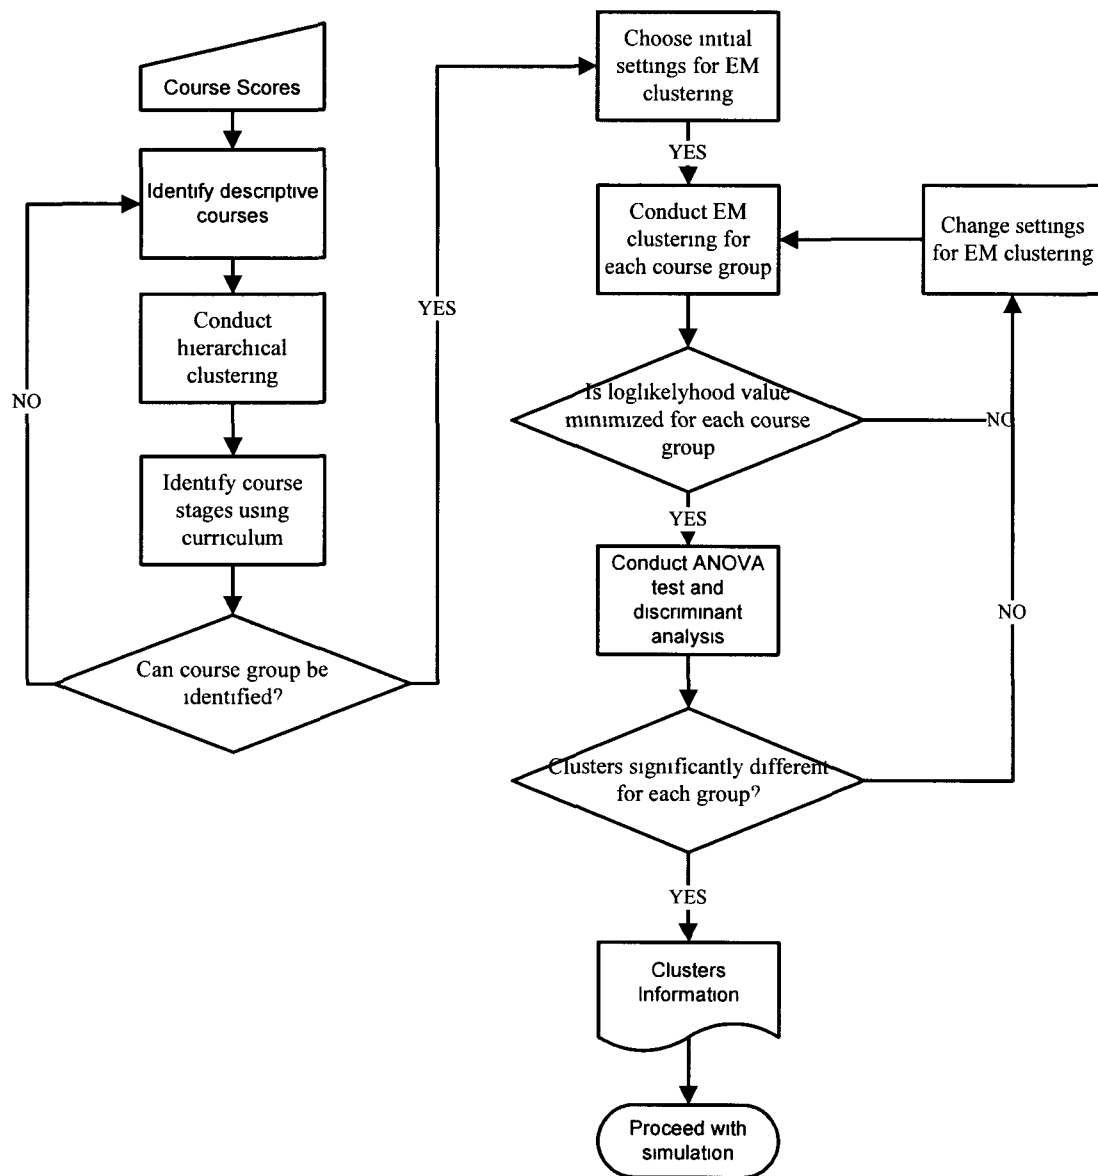 Course Scores
Identify descriptive
courses
Conduct
hierarchical
clustering
Identify course
stages using
curriculum
Can course group be
identified?
NO
YES
Choose initial
settings for EM
clustering
YES
Conduct EM
clustering for
each course group
Change settings
for EM clustering
Is loglikelyhood value
minimized for each course
group
NO
YES
Conduct ANOVA
test and
discriminant
analysis
NO
Clusters significantly different
for each group?
YES
Clusters
Information
Proceed with
simulation